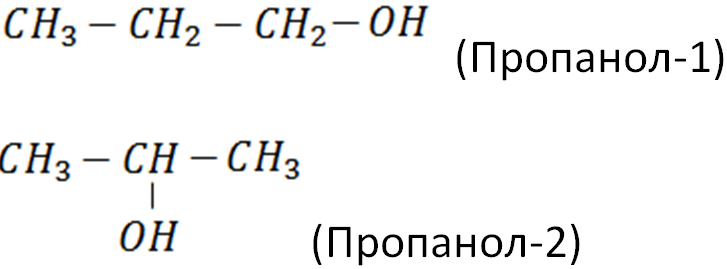 CH₃ – CH₂ – CH₂ – OH (Пропанол-1)
CH₃ – CH – CH₃
|
OH (Пропанол-2)